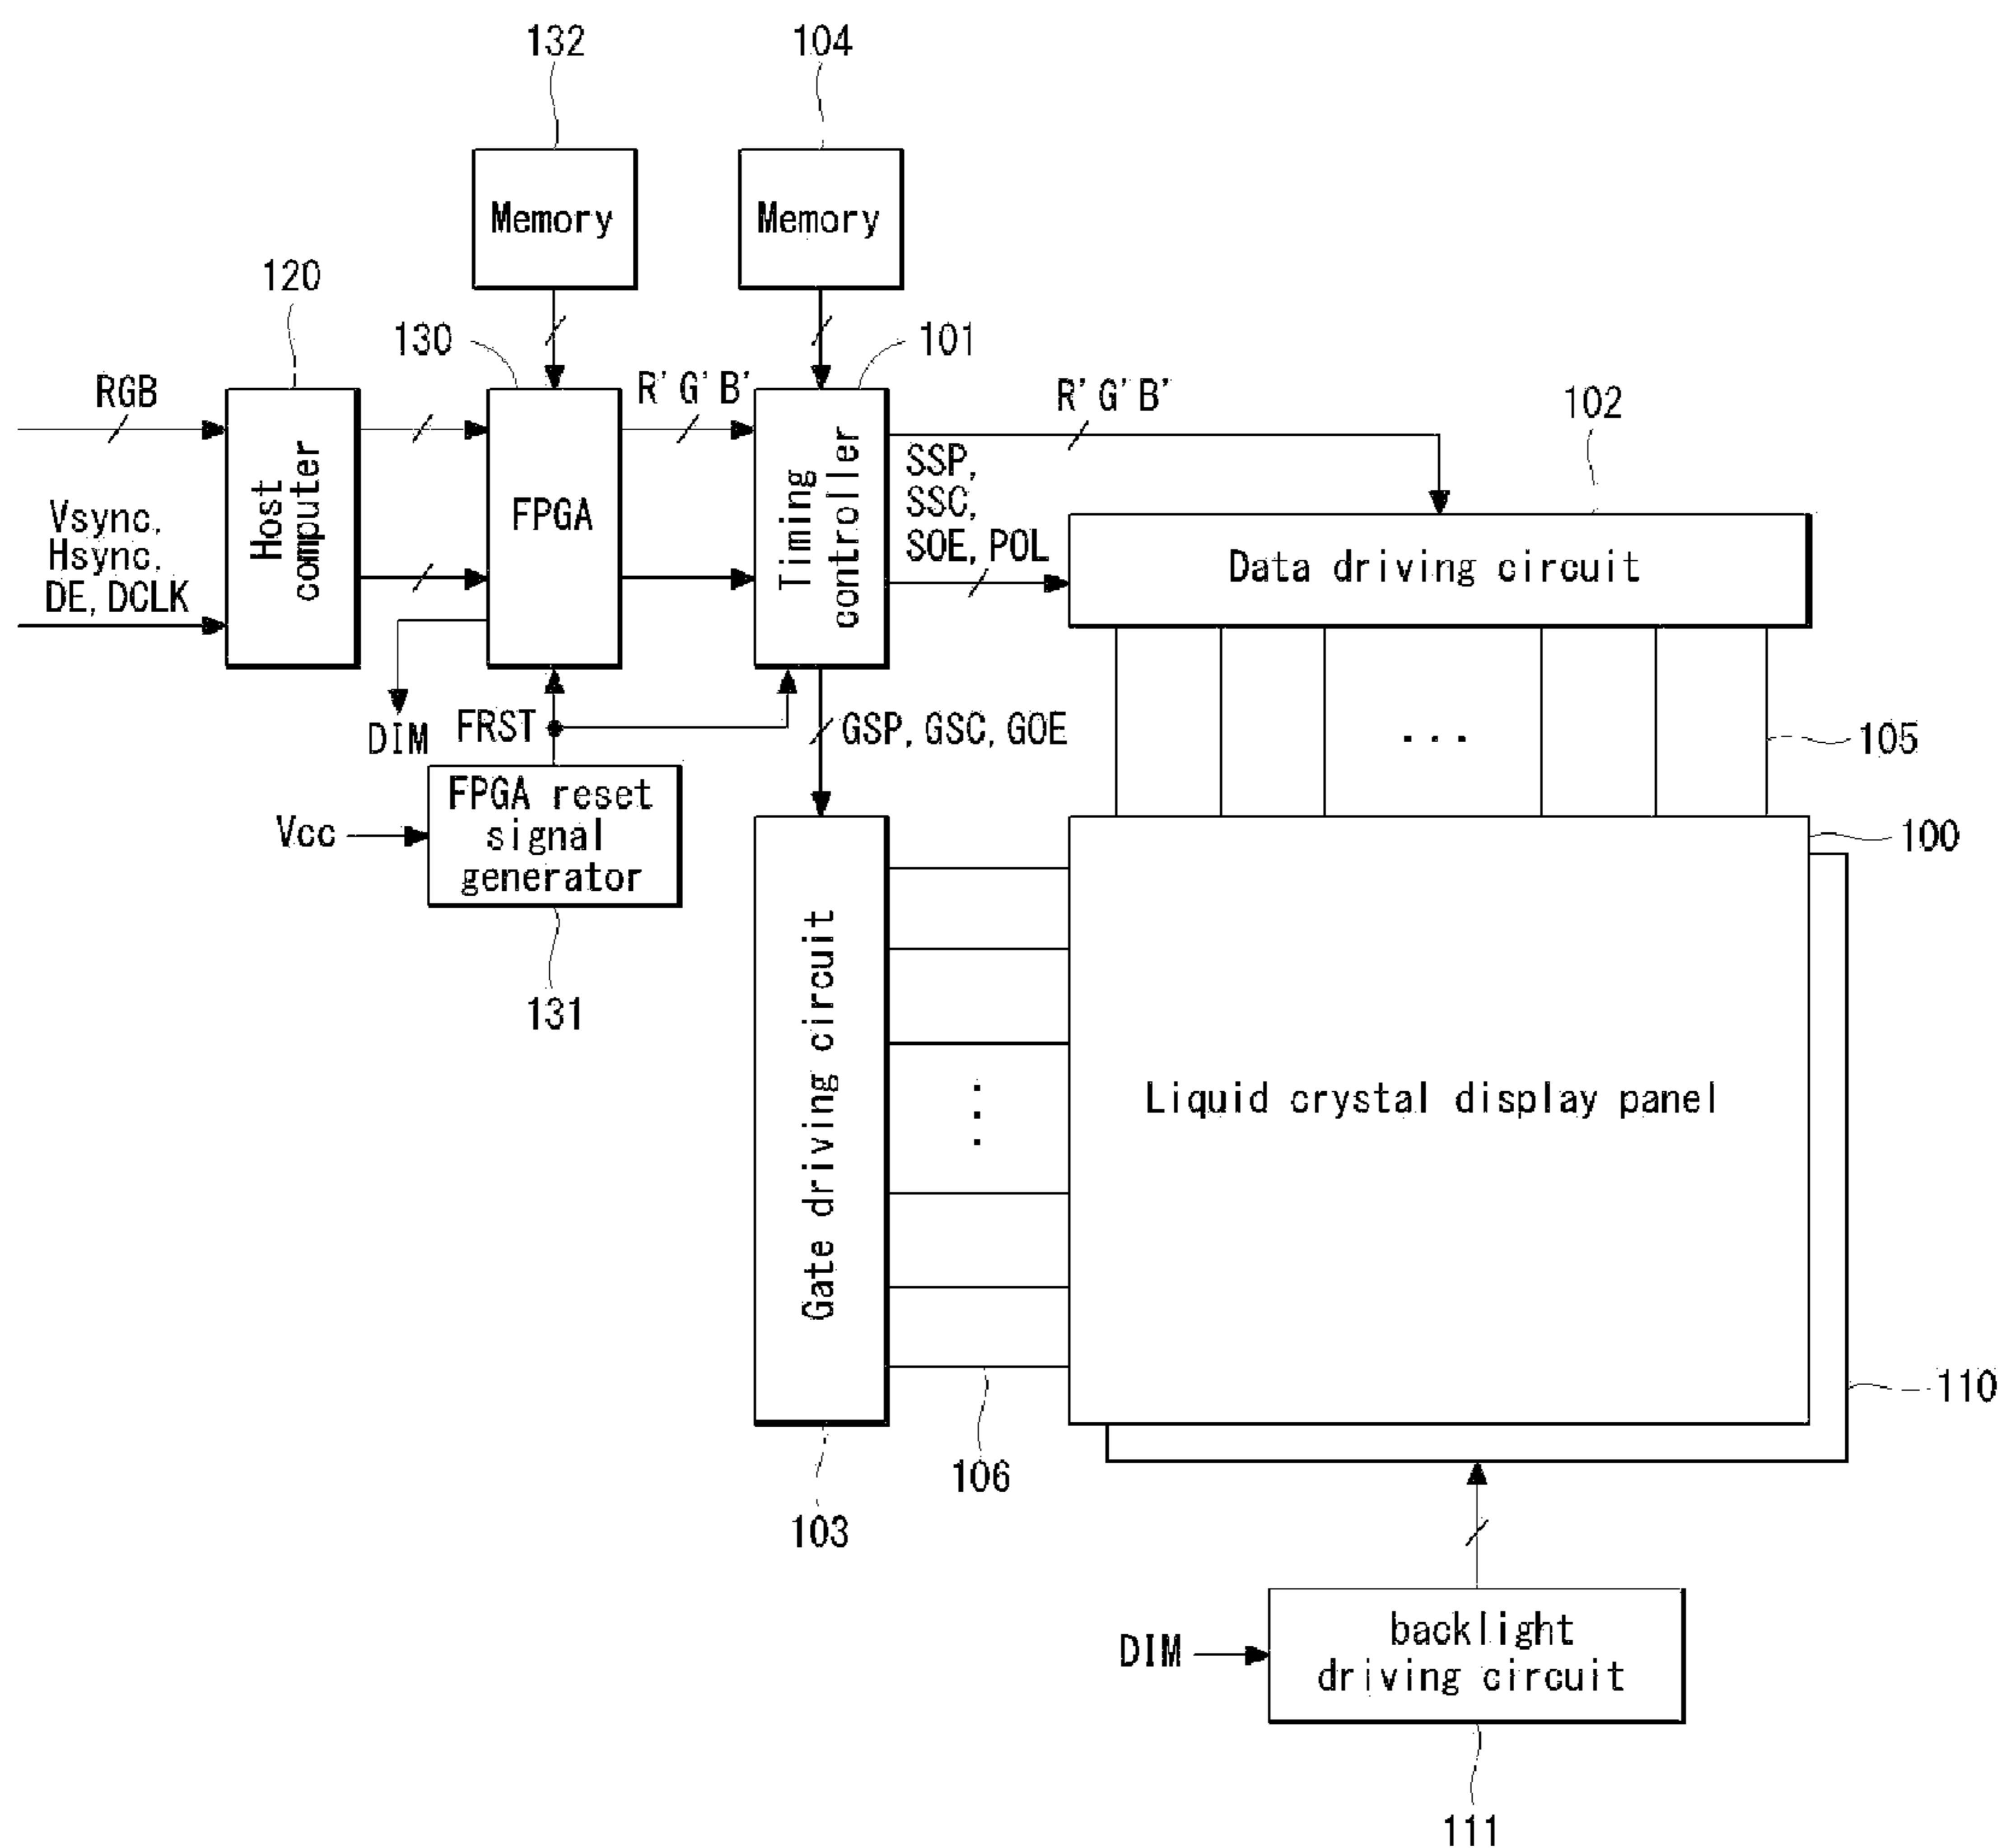 132
104
Memory
Memory
120
130
101
RGB
R' G' B'
R' G' B'
102
Host
computer
FPGA
Timing
controller
SSP,
SSC,
SOE, POL
Vsync,
Hsync,
DE, DCLK
Data driving circuit
DIM
FRST
GSP, GSC, GOE
...
105
Vcc
FPGA reset
signal
generator
100
131
Gate driving circuit
Liquid crystal display panel
110
106
103
DIM
backlight
driving circuit
111